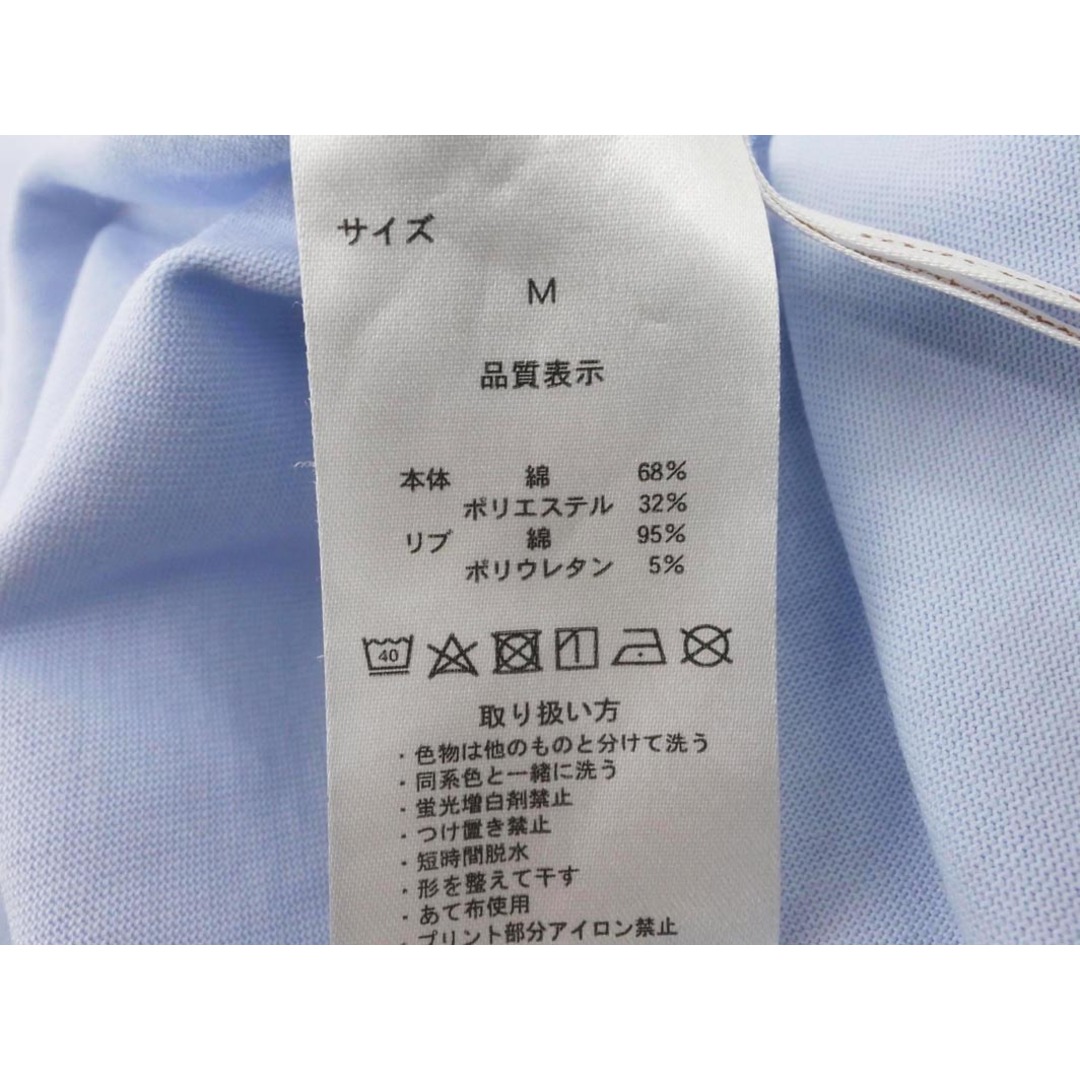 サイズ
M
品質表示
本体 綿 68%
ポリエステル 32%
リブ 綿 95%
ポリウレタン 5%
40
取り扱い方
・色物は他のものと分けて洗う
・同系色と一緒に洗う
・蛍光増白剤禁止
・つけ置き禁止
・短時間脱水
・形を整えて干す
・あて布使用
・プリント部分アイロン禁止